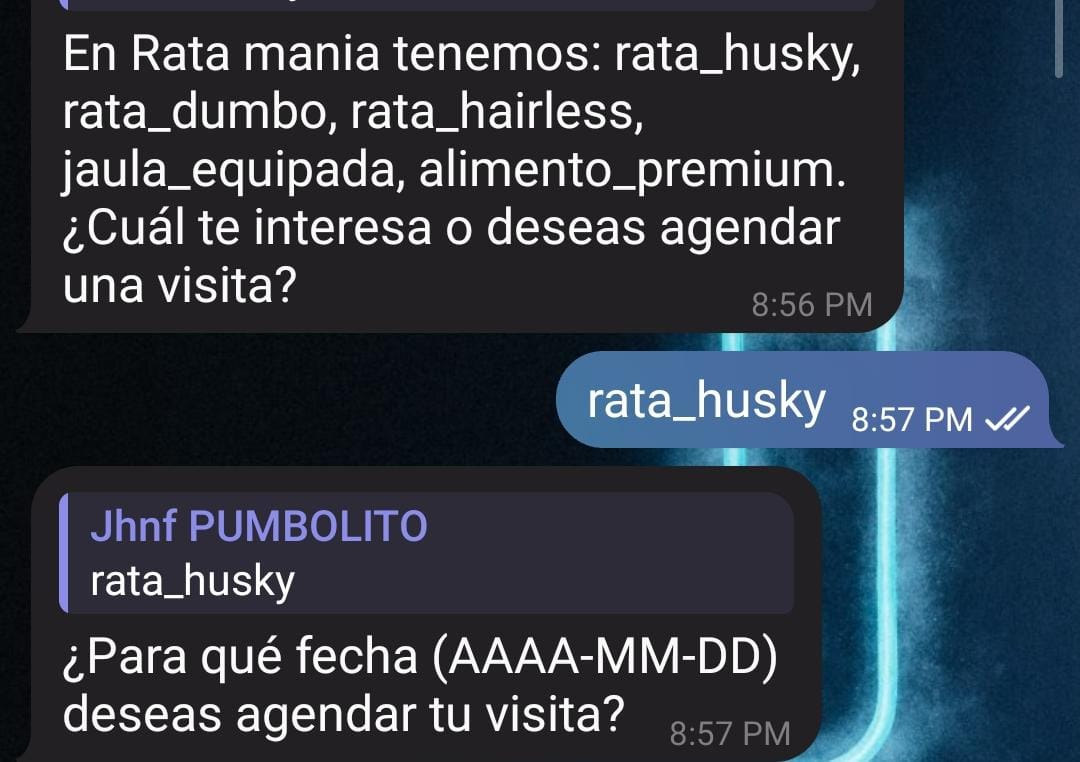 En Rata mania tenemos: rata_husky,
rata_dumbo, rata_hairless,
jaula_equipada, alimento_premium.
¿Cuál te interesa o deseas agendar
una visita?
8:56 PM
rata_husky 8:57 PM
Jhnf PUMBOLITO
rata_husky
¿Para qué fecha (AAAA-MM-DD)
deseas agendar tu visita?
8:57 PM